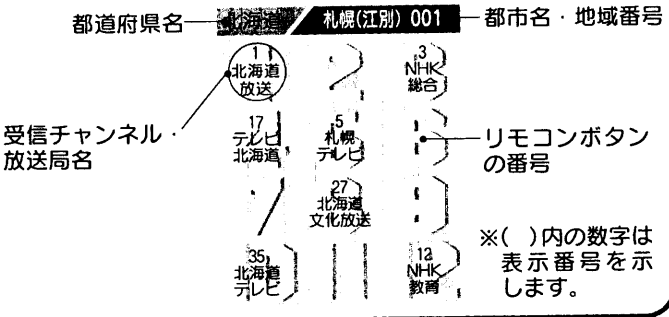 都道府県名
北海道
札幌(江別) 001
都市名・地域番号
1
北海道
放送
3
NHK
総合
受信チャンネル・
放送局名
17
テレビ
北海道
5
札幌
テレビ
リモコンボタン
の番号
27
北海道
文化放送
35
北海道
テレビ
12
NHK
教育
※( )内の数字は
表示番号を示
します。